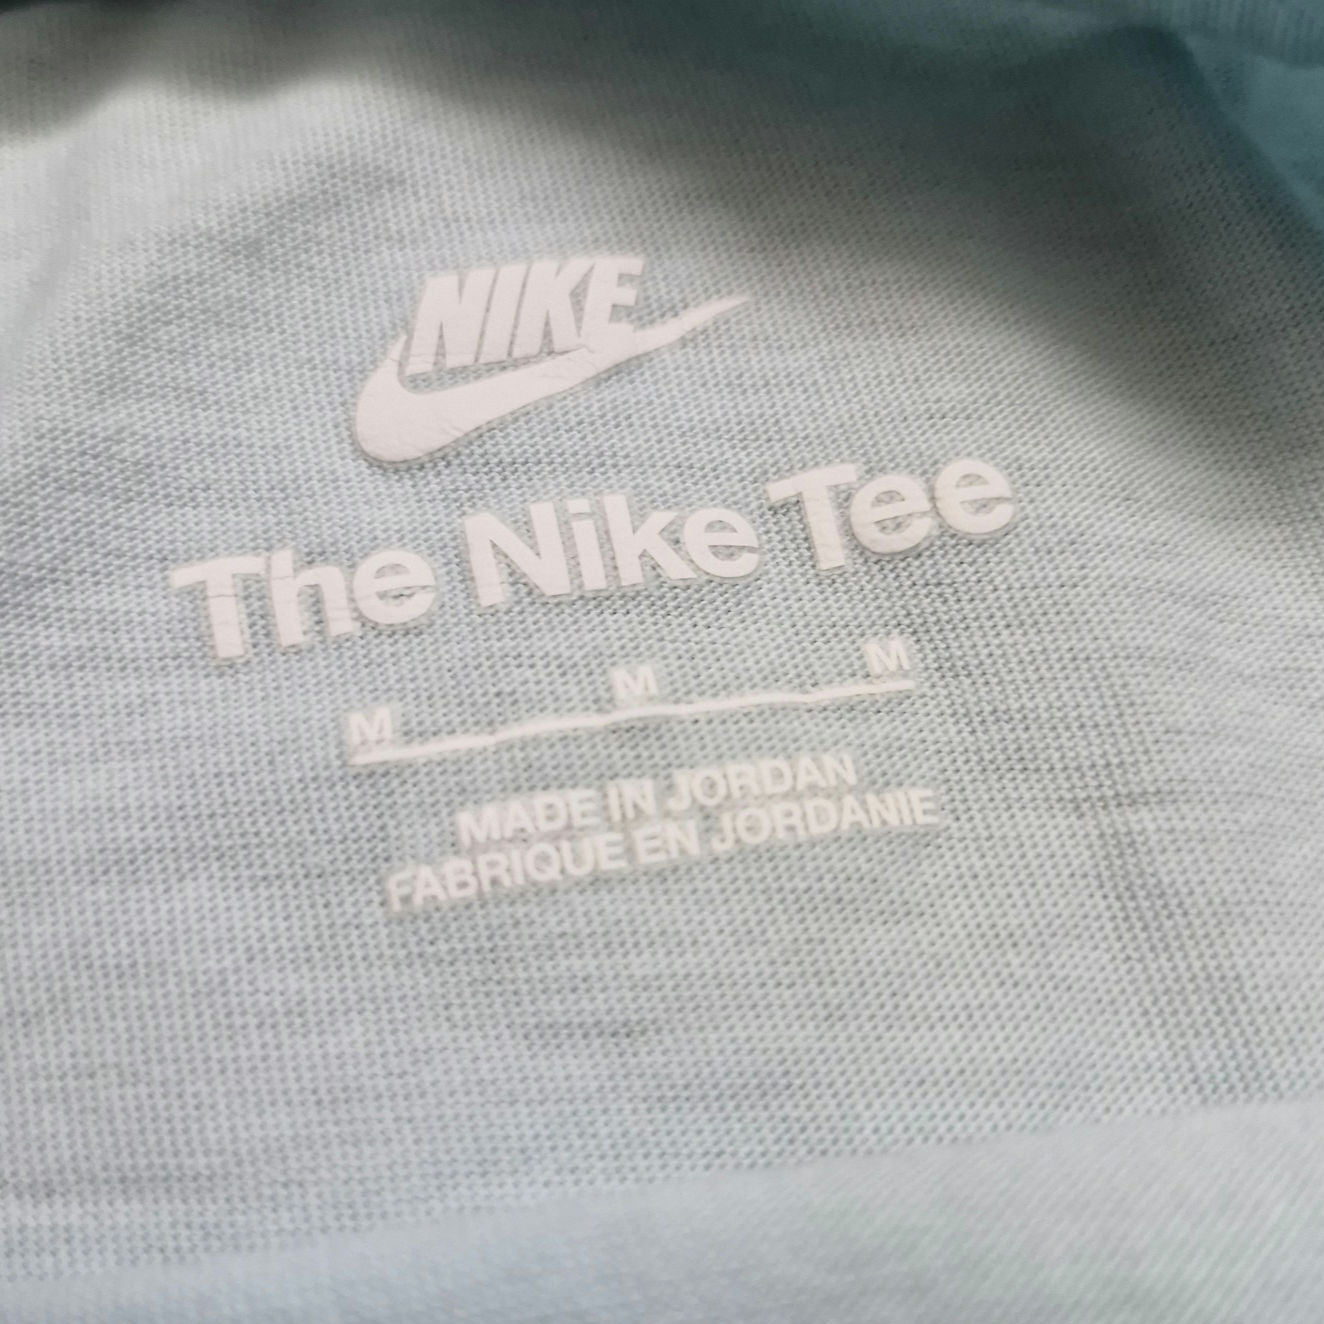 NIKE
The Nike Tee
M M M
MADE IN JORDAN
FABRIQUE EN JORDANIE